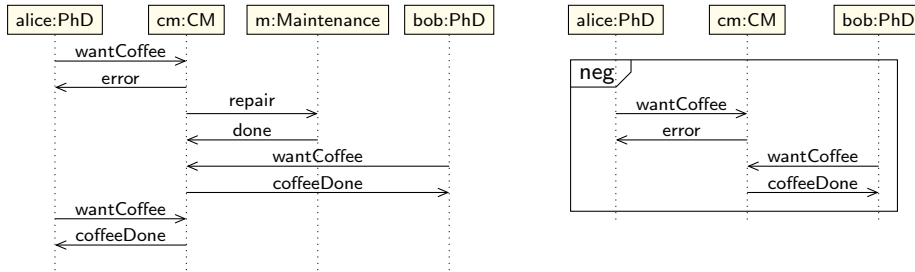 alice:PhD cm:CM m:Maintenance bob:PhD
wantCoffee
error
repair
done
wantCoffee
coffeeDone
wantCoffee
coffeeDone
alice:PhD cm:CM bob:PhD
neg
wantCoffee
error
wantCoffee
coffeeDone